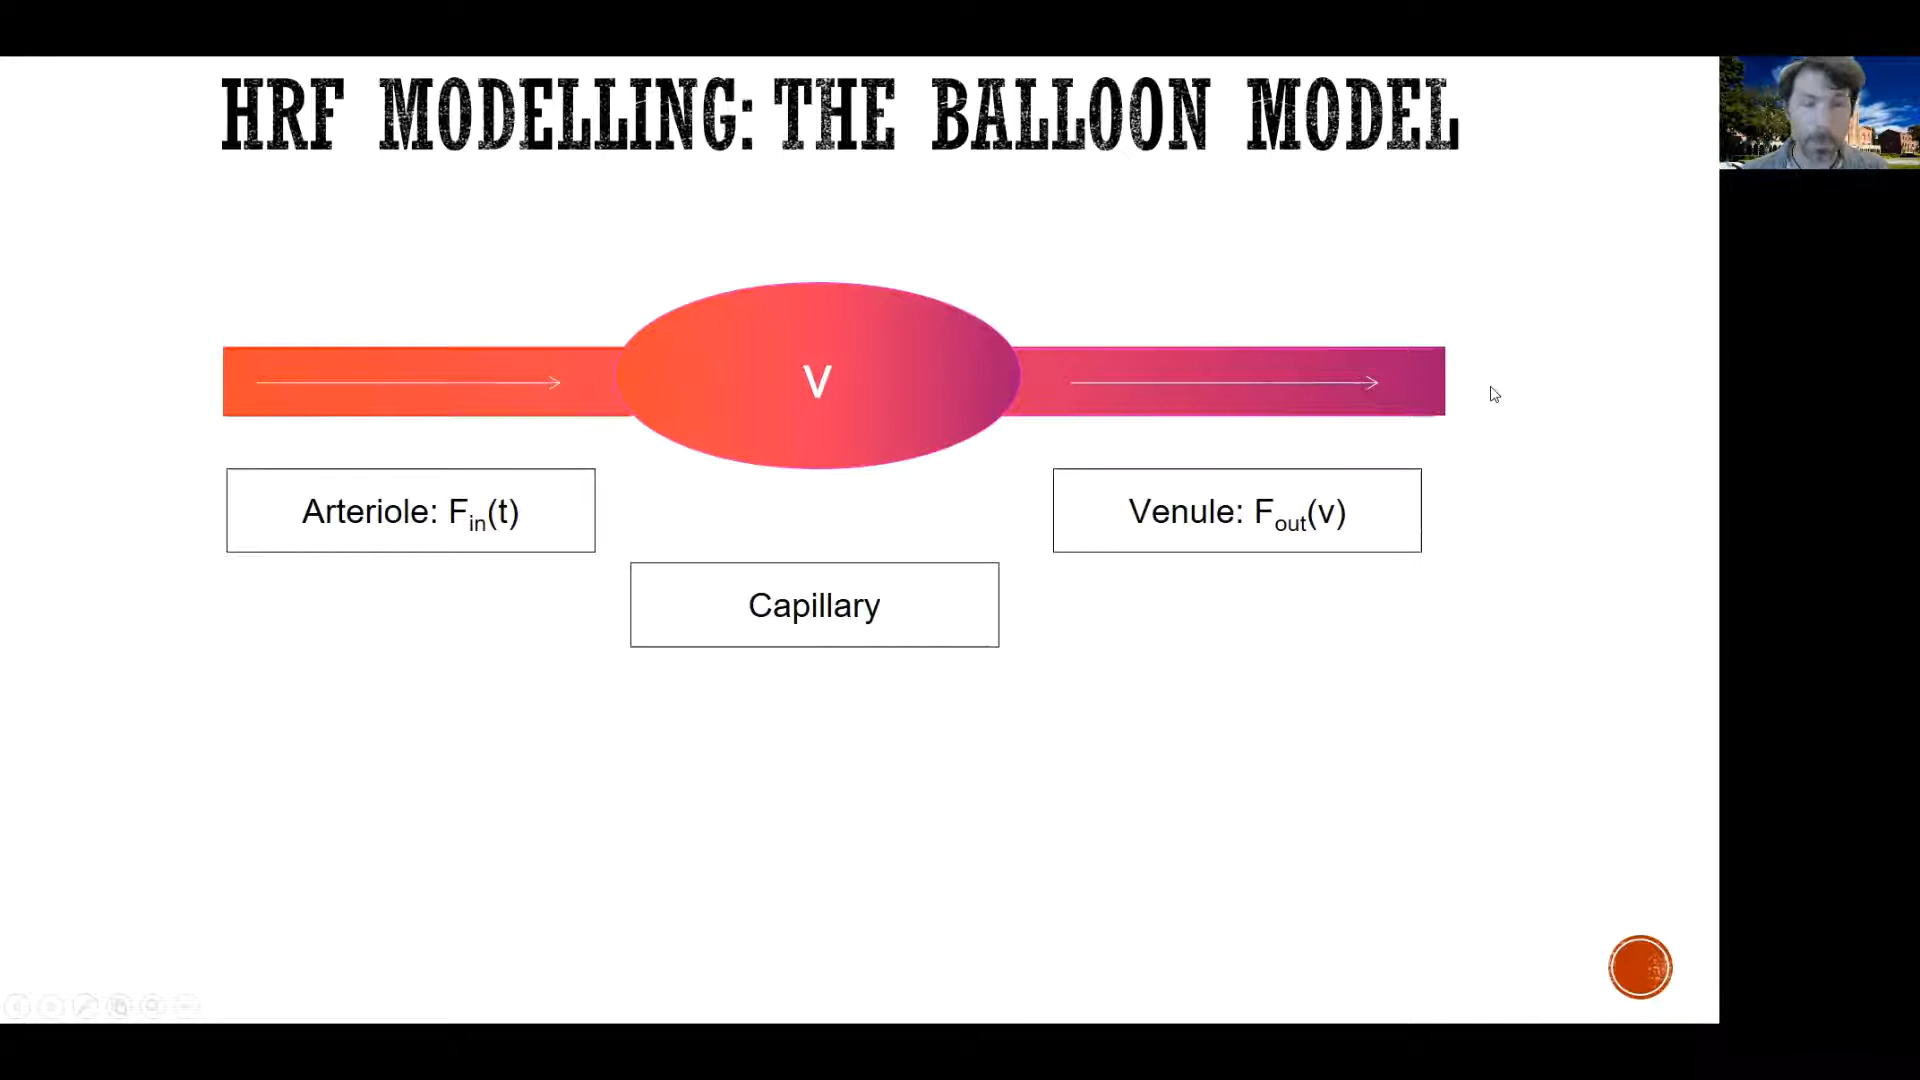 HRF MODELLING: THE BALLOON MODEL
V
Arteriole: F_in(t)
Venule: F_out(v)
Capillary